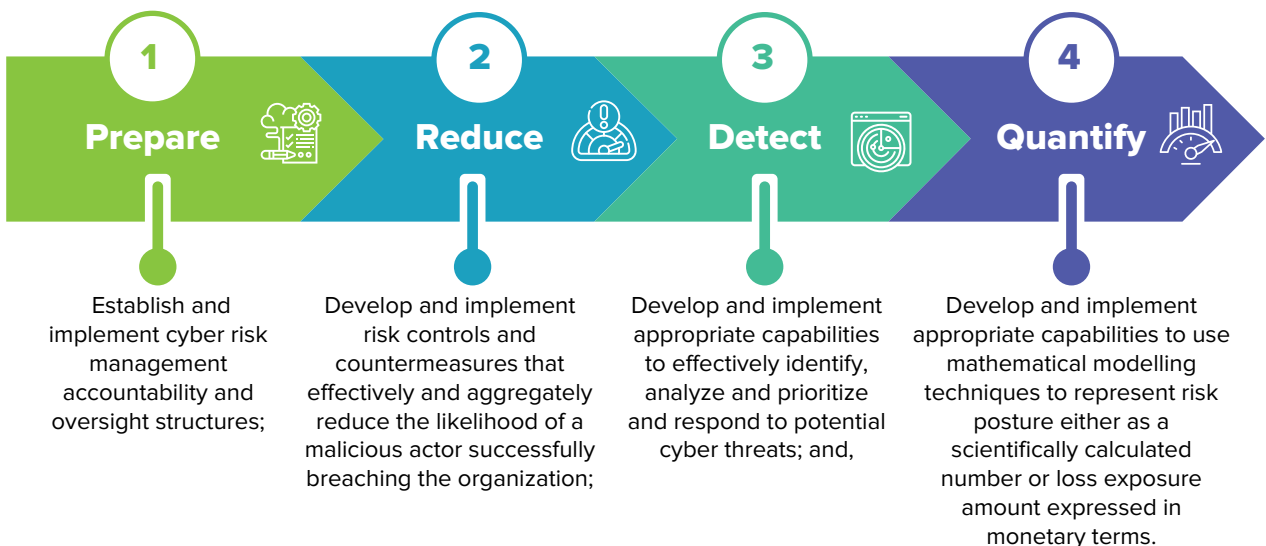 1
Prepare
Establish and
implement cyber risk
management
accountability and
oversight structures;
2
Reduce
Develop and implement
risk controls and
countermeasures that
effectively and aggregately
reduce the likelihood of a
malicious actor successfully
breaching the organization;
3
Detect
Develop and implement
appropriate capabilities
to effectively identify,
analyze and prioritize
and respond to potential
cyber threats; and,
4
Quantify
Develop and implement
appropriate capabilities to use
mathematical modelling
techniques to represent risk
posture either as a
scientifically calculated
number or loss exposure
amount expressed in
monetary terms.